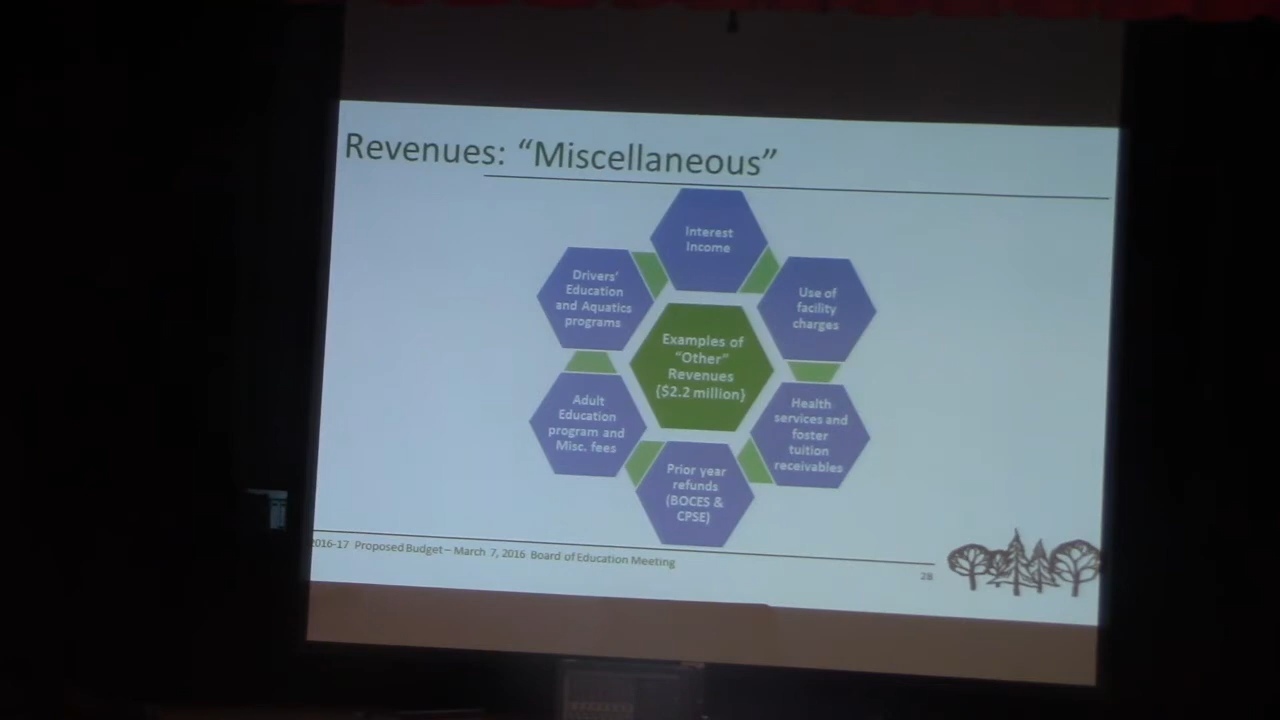 Revenues: “Miscellaneous”
Interest
Income
Drivers'
Education
and Aquatics
programs
Use of
facility
charges
Examples of
“Other”
Revenues
($2.2 million)
Adult
Education
program and
Misc. fees
Health
services and
foster
tuition
receivables
Prior year
refunds
(BOCES &
CPSE)
2016-17 Proposed Budget – March 7, 2016 Board of Education Meeting
28